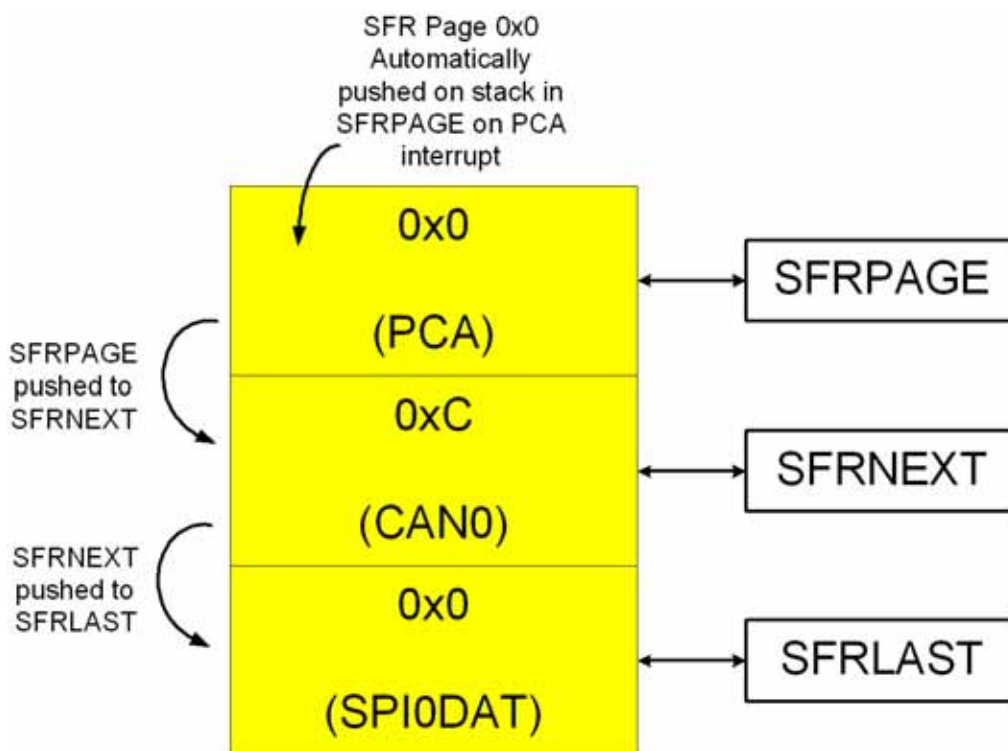 SFR Page 0x0
Automatically
pushed on stack in
SFRPAGE on PCA
interrupt
0x0
(PCA)
SFRPAGE
SFRPAGE
pushed to
SFRNEXT
0xC
(CAN0)
SFRNEXT
SFRNEXT
pushed to
SFRLAST
0x0
(SPI0DAT)
SFRLAST